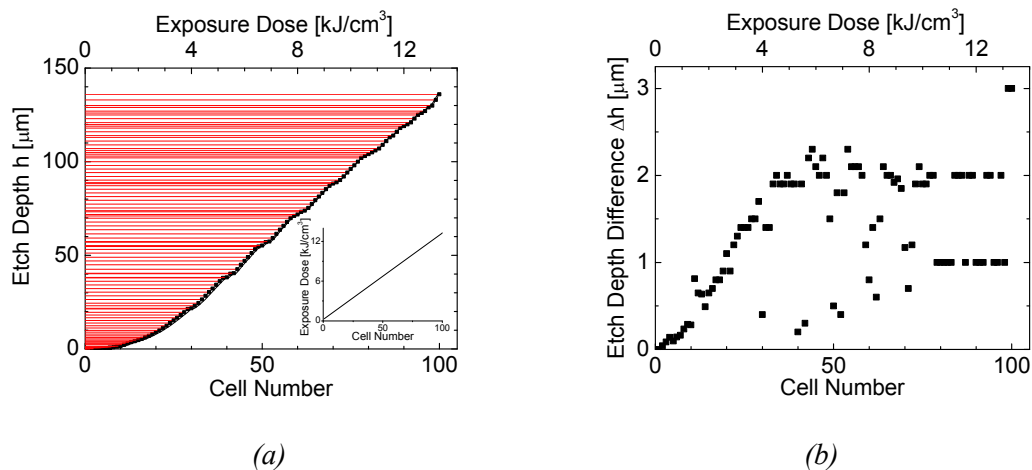 Exposure Dose [kJ/cm³]
0 4 8 12
150
100
50
0
Etch Depth h [µm]
0 50 100
Cell Number
12
6
0
Exposure Dose [kJ/cm³]
0 50 100
Cell Number
(a)
Exposure Dose [kJ/cm³]
0 4 8 12
3
2
1
0
Etch Depth Difference Δh [µm]
0 50 100
Cell Number
(b)